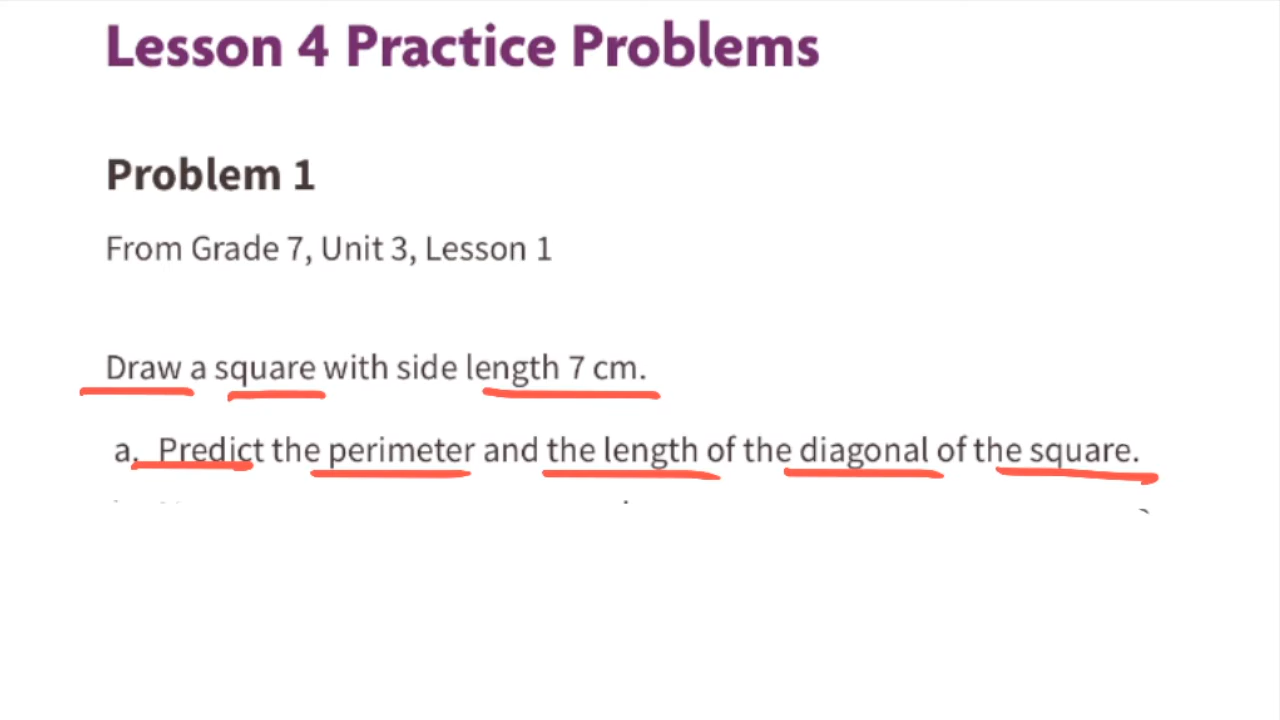 Lesson 4 Practice Problems
Problem 1
From Grade 7, Unit 3, Lesson 1
Draw a square with side length 7 cm.
a. Predict the perimeter and the length of the diagonal of the square.